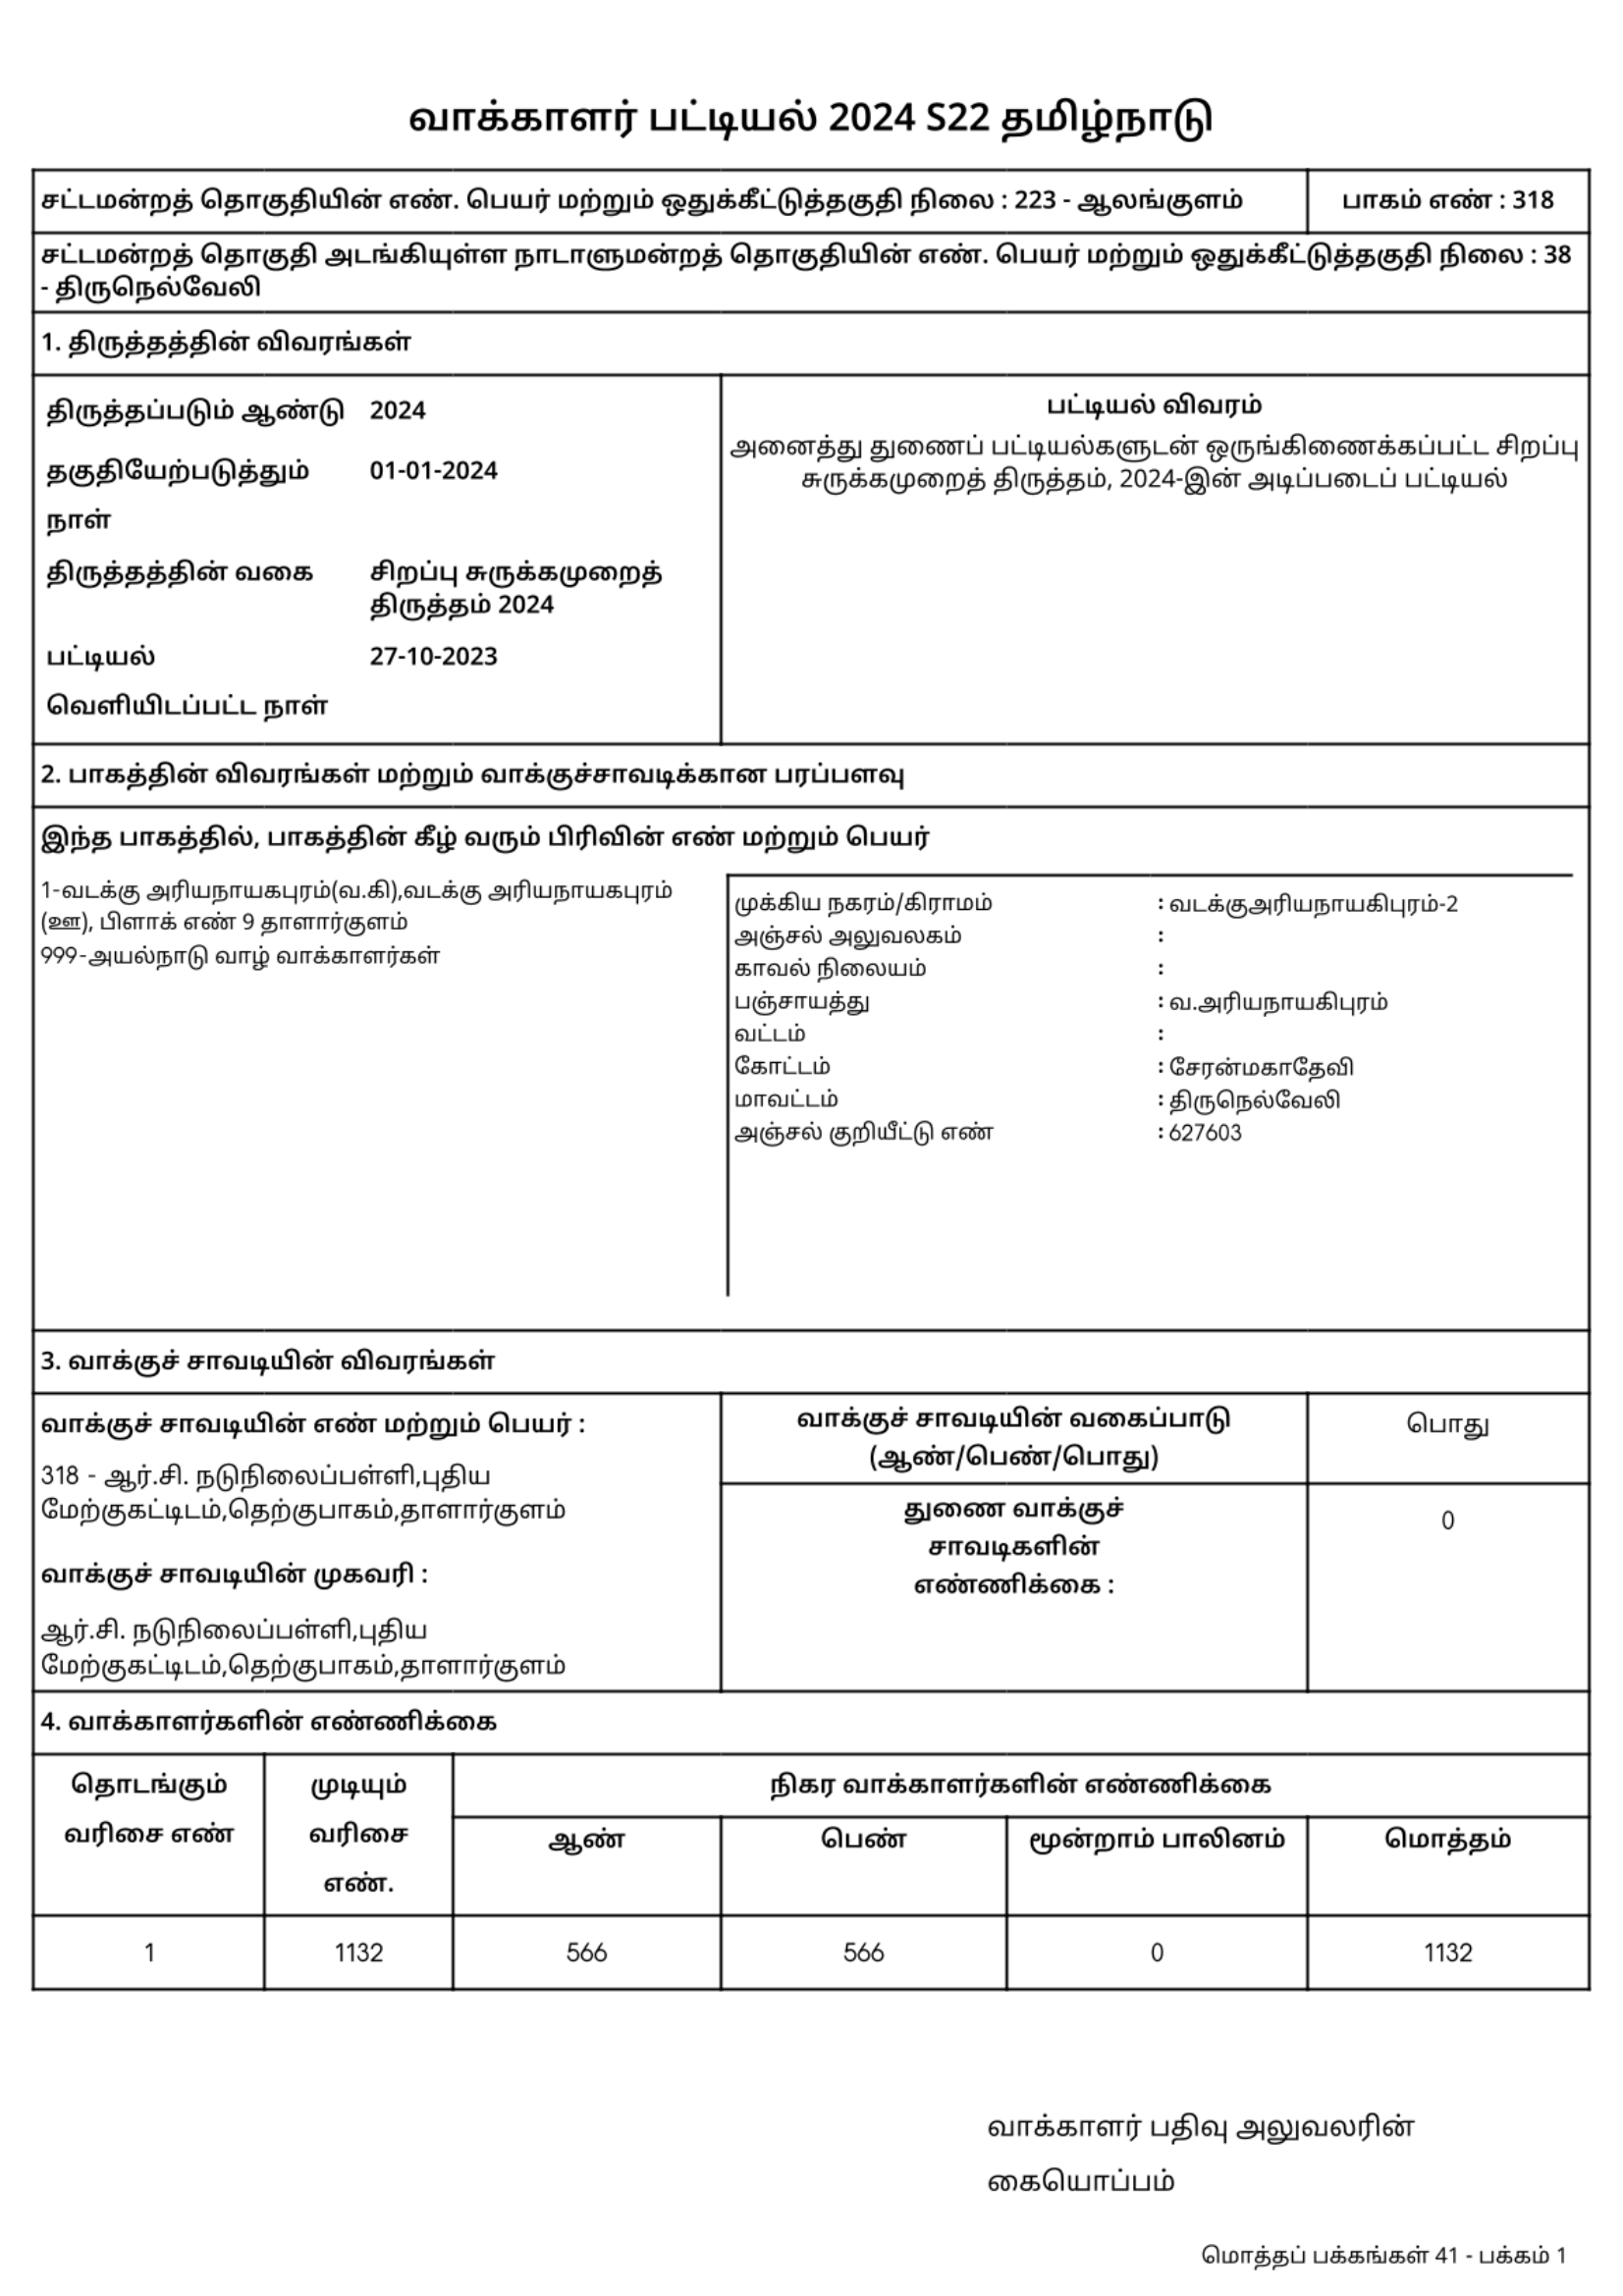 வாக்காளர் பட்டியல் 2024 S22 தமிழ்நாடு
சட்டமன்றத் தொகுதியின் எண். பெயர் மற்றும் ஒதுக்கீட்டுத்தகுதி நிலை : 223 - ஆலங்குளம்
பாகம் எண் : 318
சட்டமன்றத் தொகுதி அடங்கியுள்ள நாடாளுமன்றத் தொகுதியின் எண். பெயர் மற்றும் ஒதுக்கீட்டுத்தகுதி நிலை : 38
- திருநெல்வேலி
1. திருத்தத்தின் விவரங்கள்
திருத்தப்படும் ஆண்டு 2024
தகுதியேற்படுத்தும் 01-01-2024
நாள்
திருத்தத்தின் வகை சிறப்பு சுருக்கமுறைத்
திருத்தம் 2024
பட்டியல் 27-10-2023
வெளியிடப்பட்ட நாள்
பட்டியல் விவரம்
அனைத்து துணைப் பட்டியல்களுடன் ஒருங்கிணைக்கப்பட்ட சிறப்பு
சுருக்கமுறைத் திருத்தம், 2024-இன் அடிப்படைப் பட்டியல்
2. பாகத்தின் விவரங்கள் மற்றும் வாக்குச்சாவடிக்கான பரப்பளவு
இந்த பாகத்தில், பாகத்தின் கீழ் வரும் பிரிவின் எண் மற்றும் பெயர்
1-வடக்கு அரியநாயகபுரம்(வ.கி),வடக்கு அரியநாயகபுரம்
(ஊ), பிளாக் எண் 9 தாளார்குளம்
999-அயல்நாடு வாழ் வாக்காளர்கள்
முக்கிய நகரம்/கிராமம் : வடக்குஅரியநாயகிபுரம்-2
அஞ்சல் அலுவலகம் :
காவல் நிலையம் :
பஞ்சாயத்து : வ.அரியநாயகிபுரம்
வட்டம் :
கோட்டம் : சேரன்மகாதேவி
மாவட்டம் : திருநெல்வேலி
அஞ்சல் குறியீட்டு எண் : 627603
3. வாக்குச் சாவடியின் விவரங்கள்
வாக்குச் சாவடியின் எண் மற்றும் பெயர் :
318 - ஆர்.சி. நடுநிலைப்பள்ளி,புதிய
மேற்குகட்டிடம்,தெற்குபாகம்,தாளார்குளம்
வாக்குச் சாவடியின் முகவரி :
ஆர்.சி. நடுநிலைப்பள்ளி,புதிய
மேற்குகட்டிடம்,தெற்குபாகம்,தாளார்குளம்
வாக்குச் சாவடியின் வகைப்பாடு
(ஆண்/பெண்/பொது)
பொது
துணை வாக்குச்
சாவடிகளின்
எண்ணிக்கை :
0
4. வாக்காளர்களின் எண்ணிக்கை
தொடங்கும்
வரிசை எண்
முடியும்
வரிசை
எண்.
நிகர வாக்காளர்களின் எண்ணிக்கை
ஆண் பெண் மூன்றாம் பாலினம் மொத்தம்
1 1132 566 566 0 1132
வாக்காளர் பதிவு அலுவலரின்
கையொப்பம்
மொத்தப் பக்கங்கள் 41 - பக்கம் 1